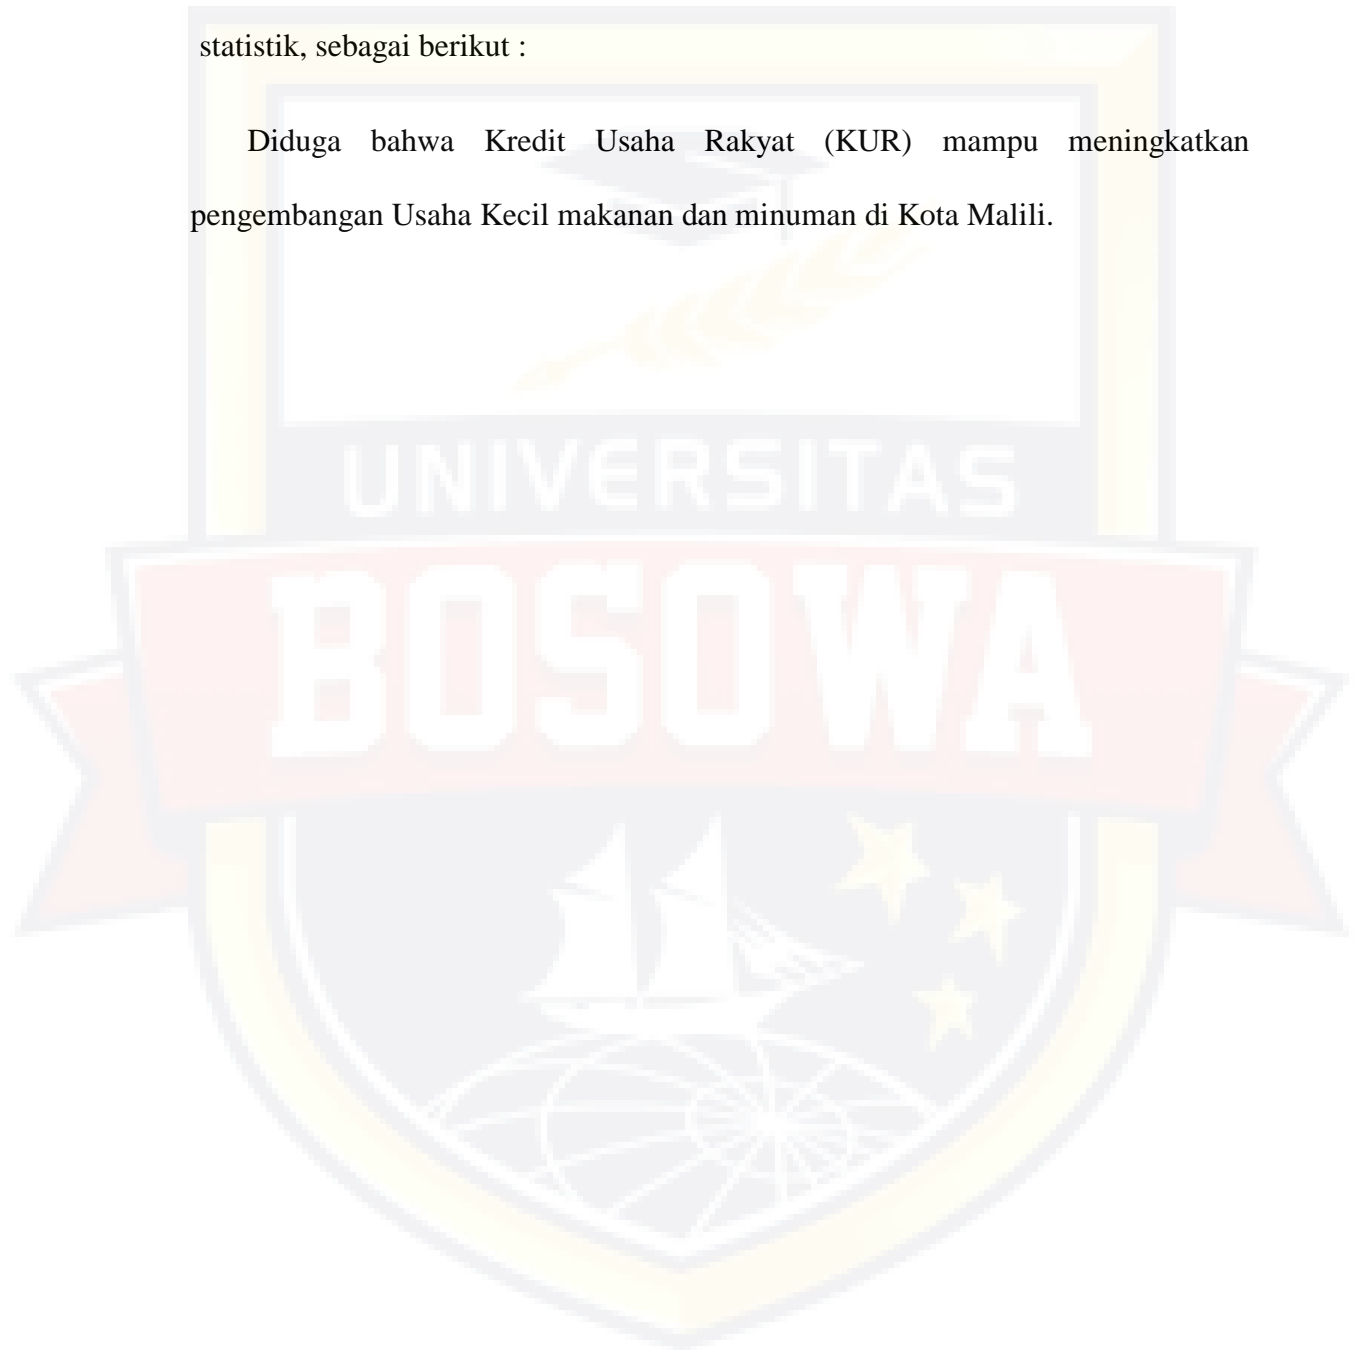 statistik, sebagai berikut :
Diduga bahwa Kredit Usaha Rakyat (KUR) mampu meningkatkan
pengembangan Usaha Kecil makanan dan minuman di Kota Malili.
UNIVERSITAS
BOSOWA